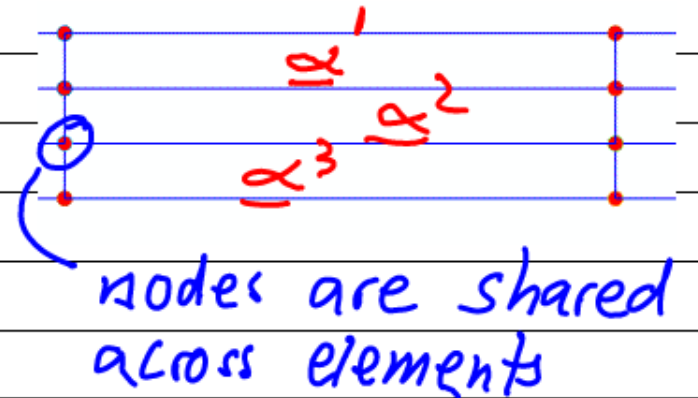 α¹
α²
α³
nodes are shared
across elements